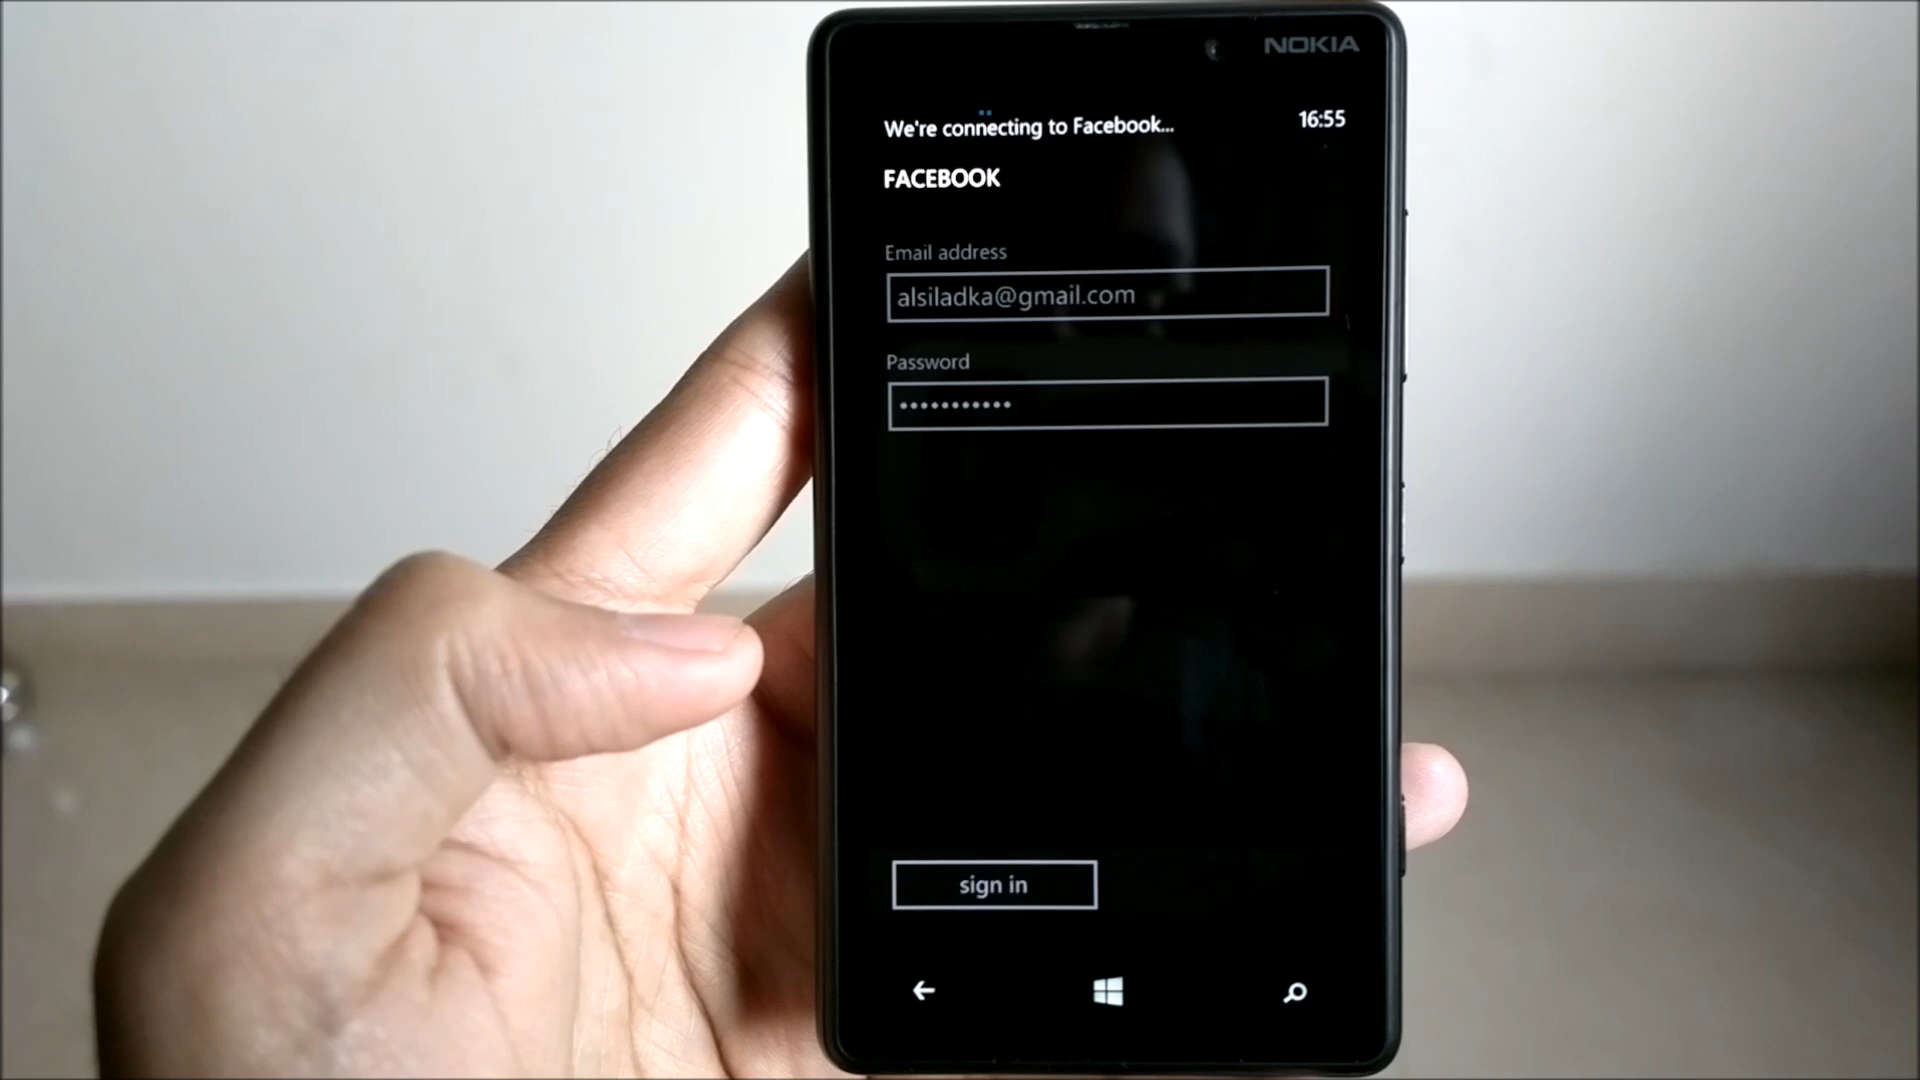 NOKIA
We're connecting to Facebook... 16:55
FACEBOOK
Email address
alsiladka@gmail.com
Password
•••••••••••
sign in